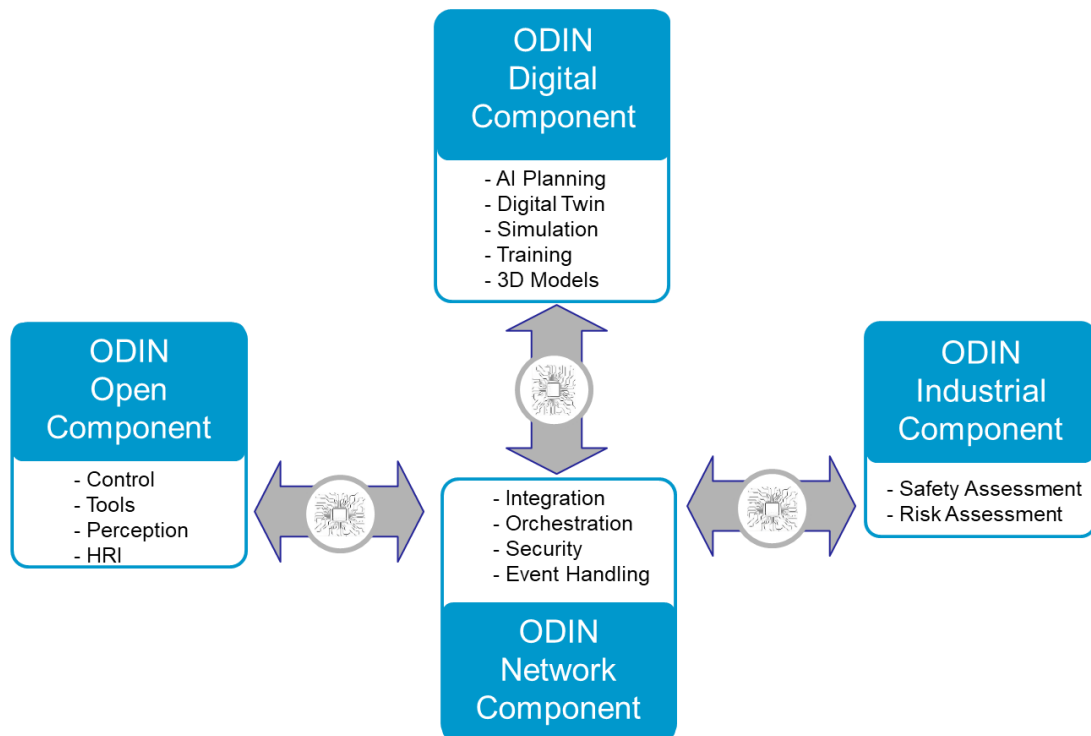 ODIN
Digital
Component
- AI Planning
- Digital Twin
- Simulation
- Training
- 3D Models
ODIN
Open
Component
- Control
- Tools
- Perception
- HRI
- Integration
- Orchestration
- Security
- Event Handling
ODIN
Network
Component
ODIN
Industrial
Component
- Safety Assessment
- Risk Assessment